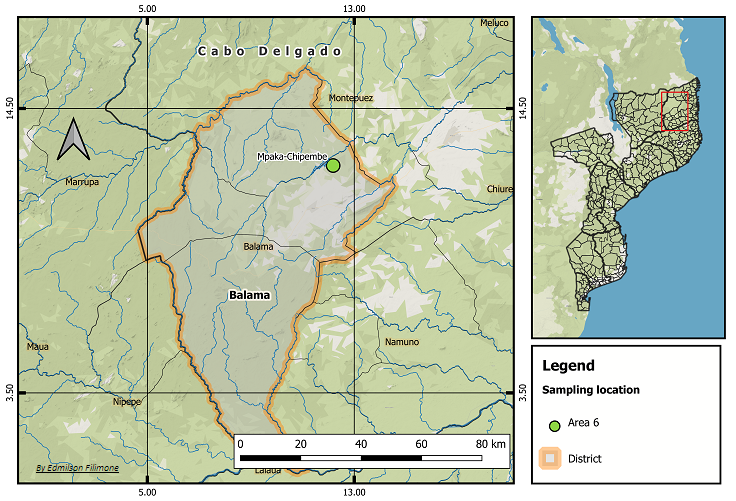 5.00
13.00
Meluco
Cabo Delgado
14.50
14.50
Montepuez
Mpaka-Chipembe
Marrupa
Chiure
Balama
Balama
Maua
Namuno
3.50
3.50
Nipepe
0 20 40 60 80 km
By Edmilson Filimone
Lalaua
5.00
13.00
Legend
Sampling location
Area 6
District